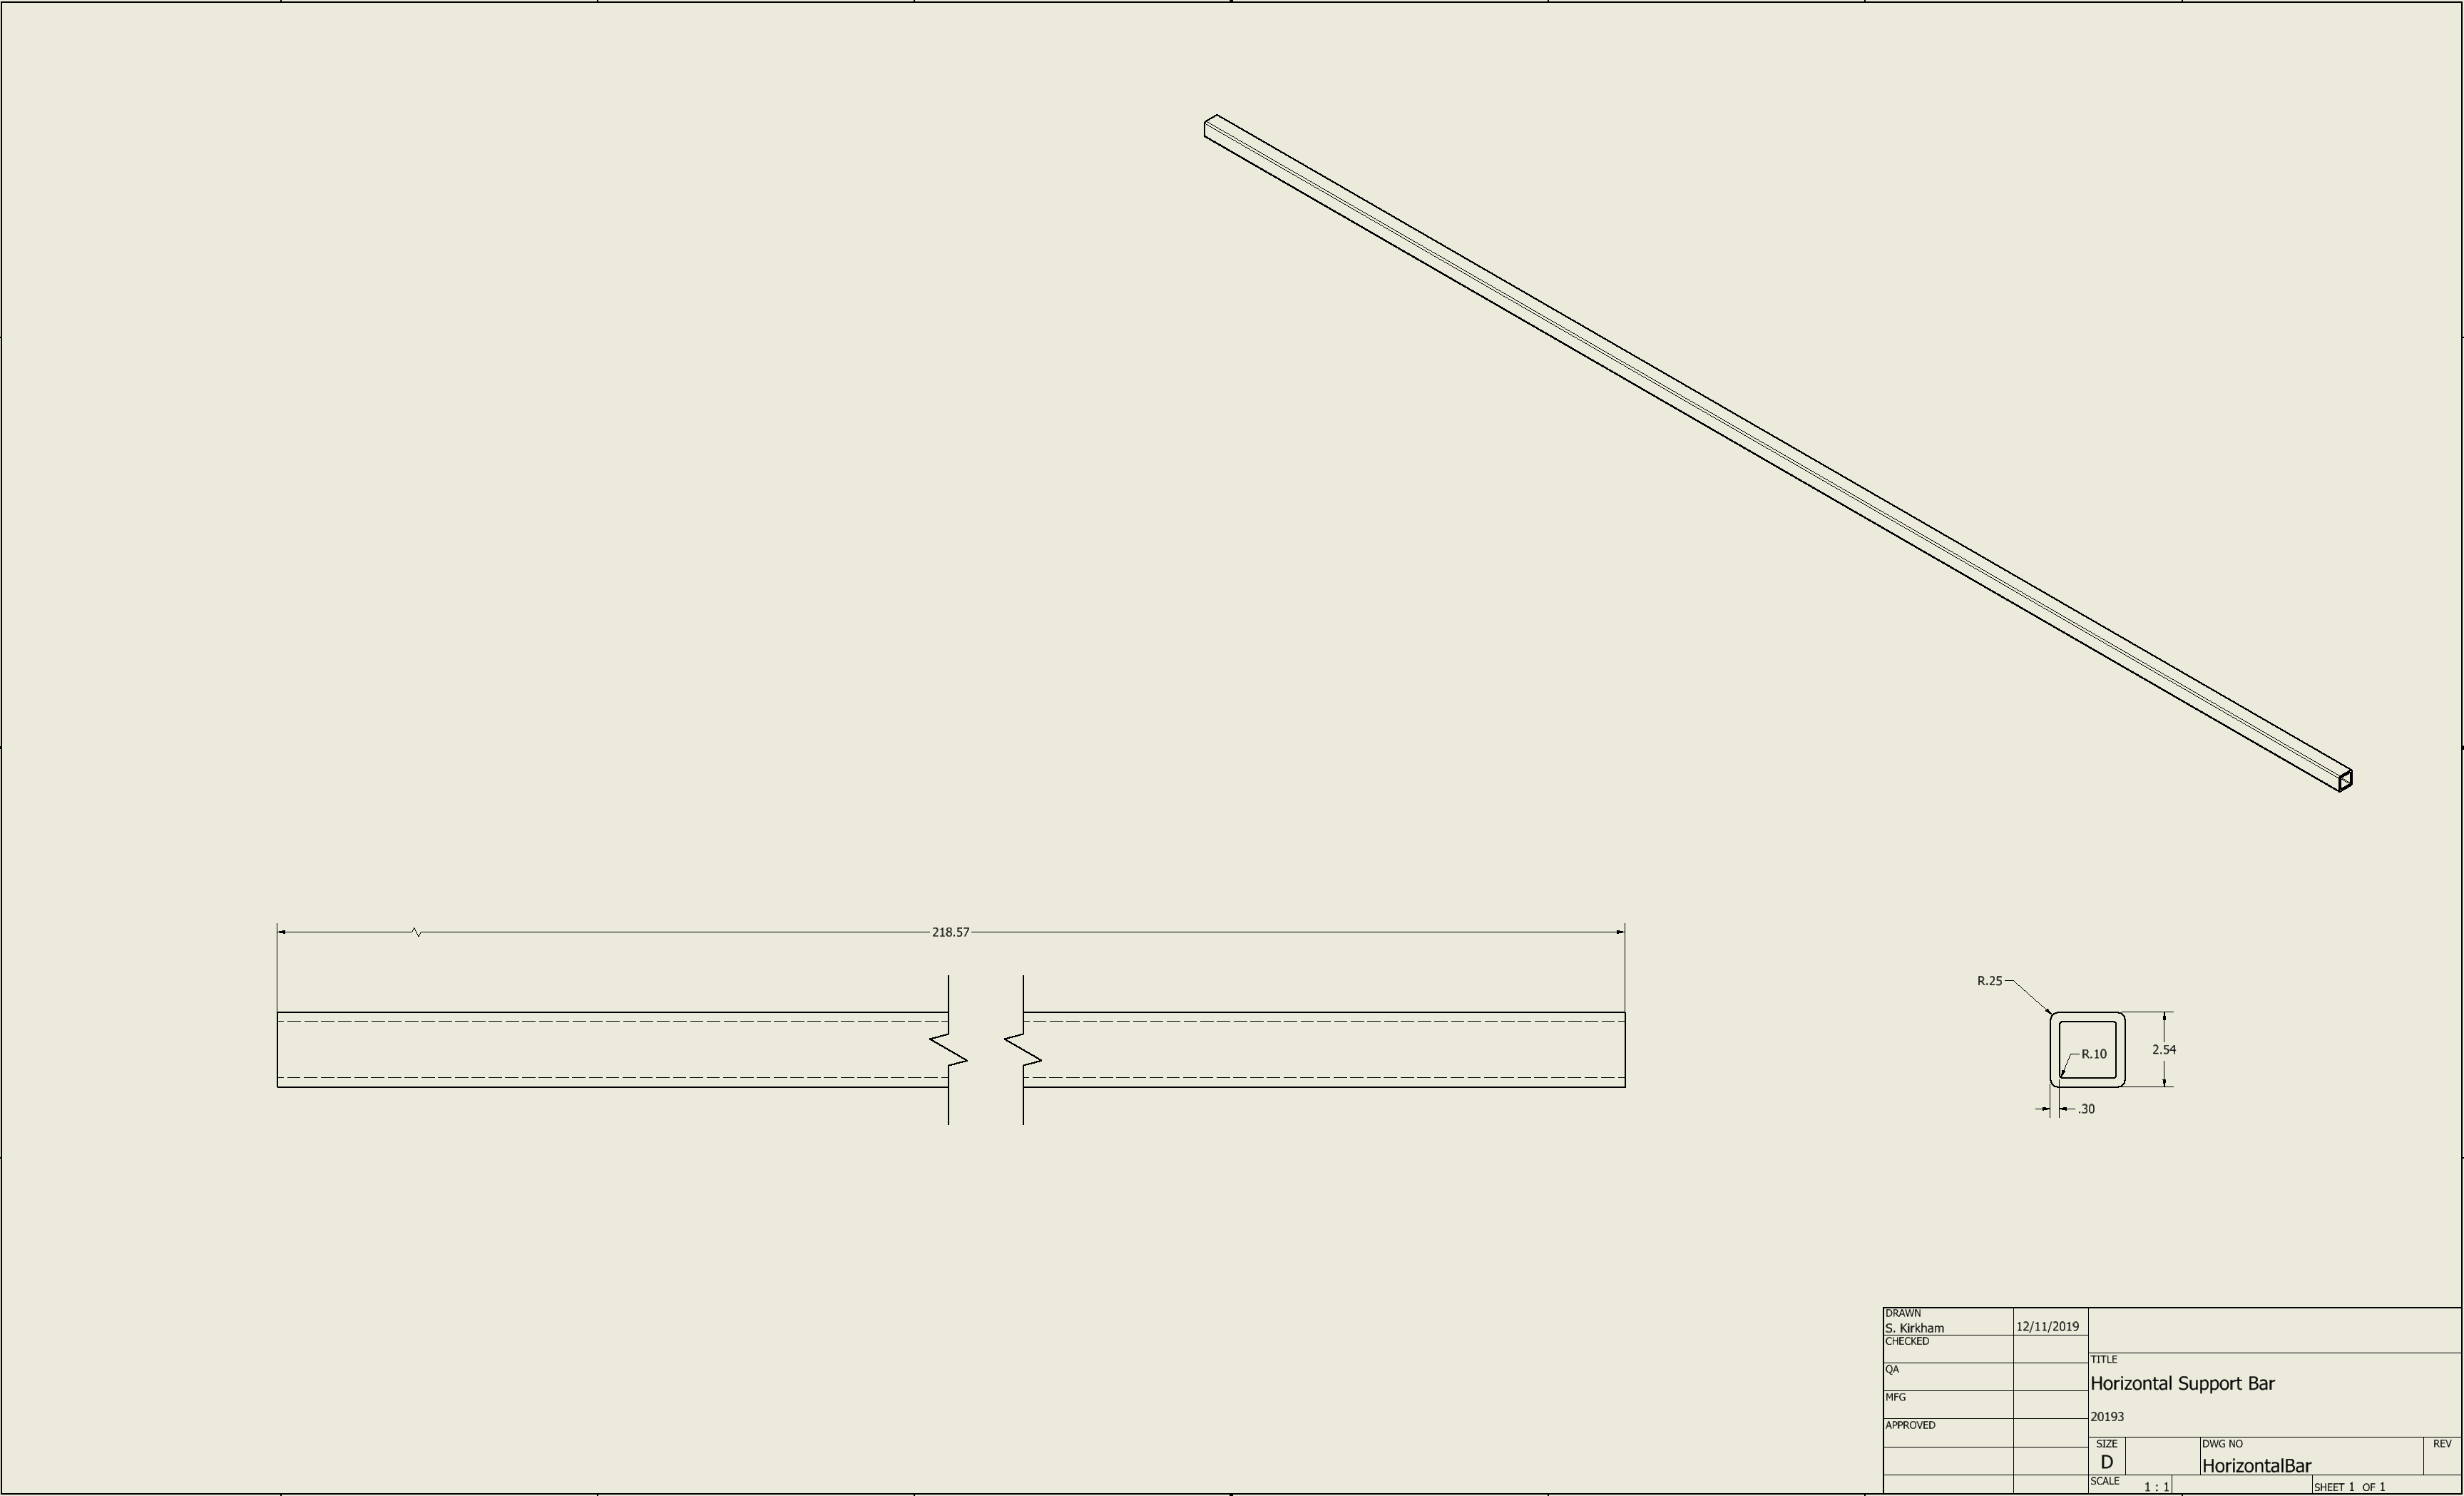 218.57
R.25
R.10
2.54
.30
DRAWN
S. Kirkham
12/11/2019
CHECKED
QA
MFG
APPROVED
TITLE
Horizontal Support Bar
20193
SIZE
D
DWG NO
HorizontalBar
REV
SCALE
1 : 1
SHEET 1 OF 1